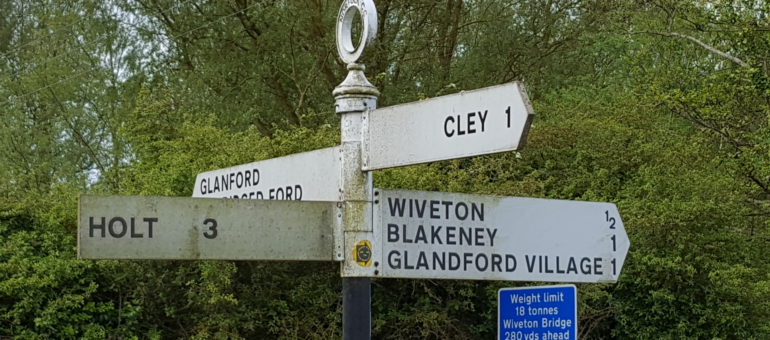 CLEY 1
GLANFORD
FORD
HOLT 3
WIVETON 1/2
BLAKENEY 1
GLANDFORD VILLAGE 1
Weight limit
18 tonnes
Wiveton Bridge
280 yds ahead